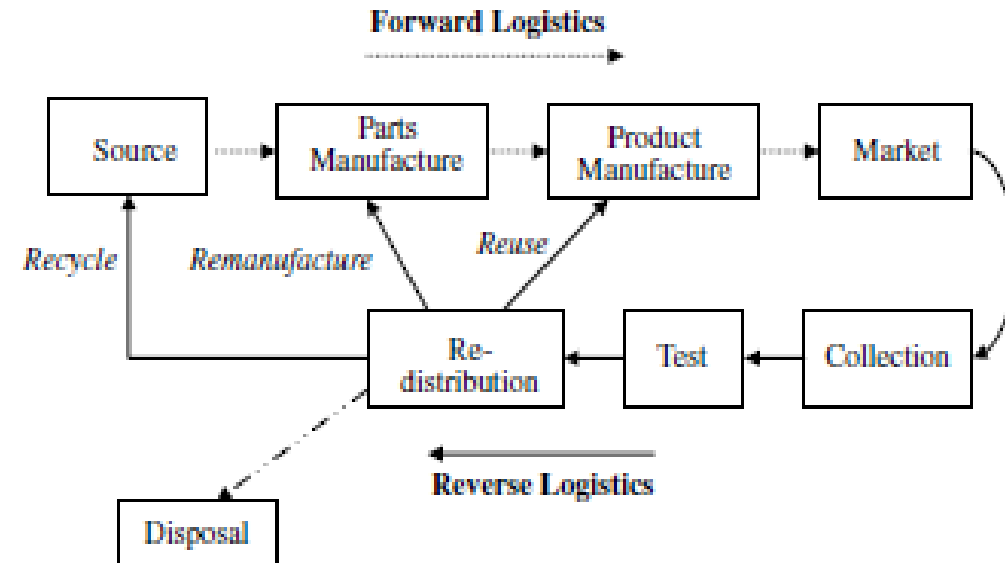 Forward Logistics
Source
Parts
Manufacture
Product
Manufacture
Market
Recycle
Remanufacture
Reuse
Re-
distribution
Test
Collection
Reverse Logistics
Disposal